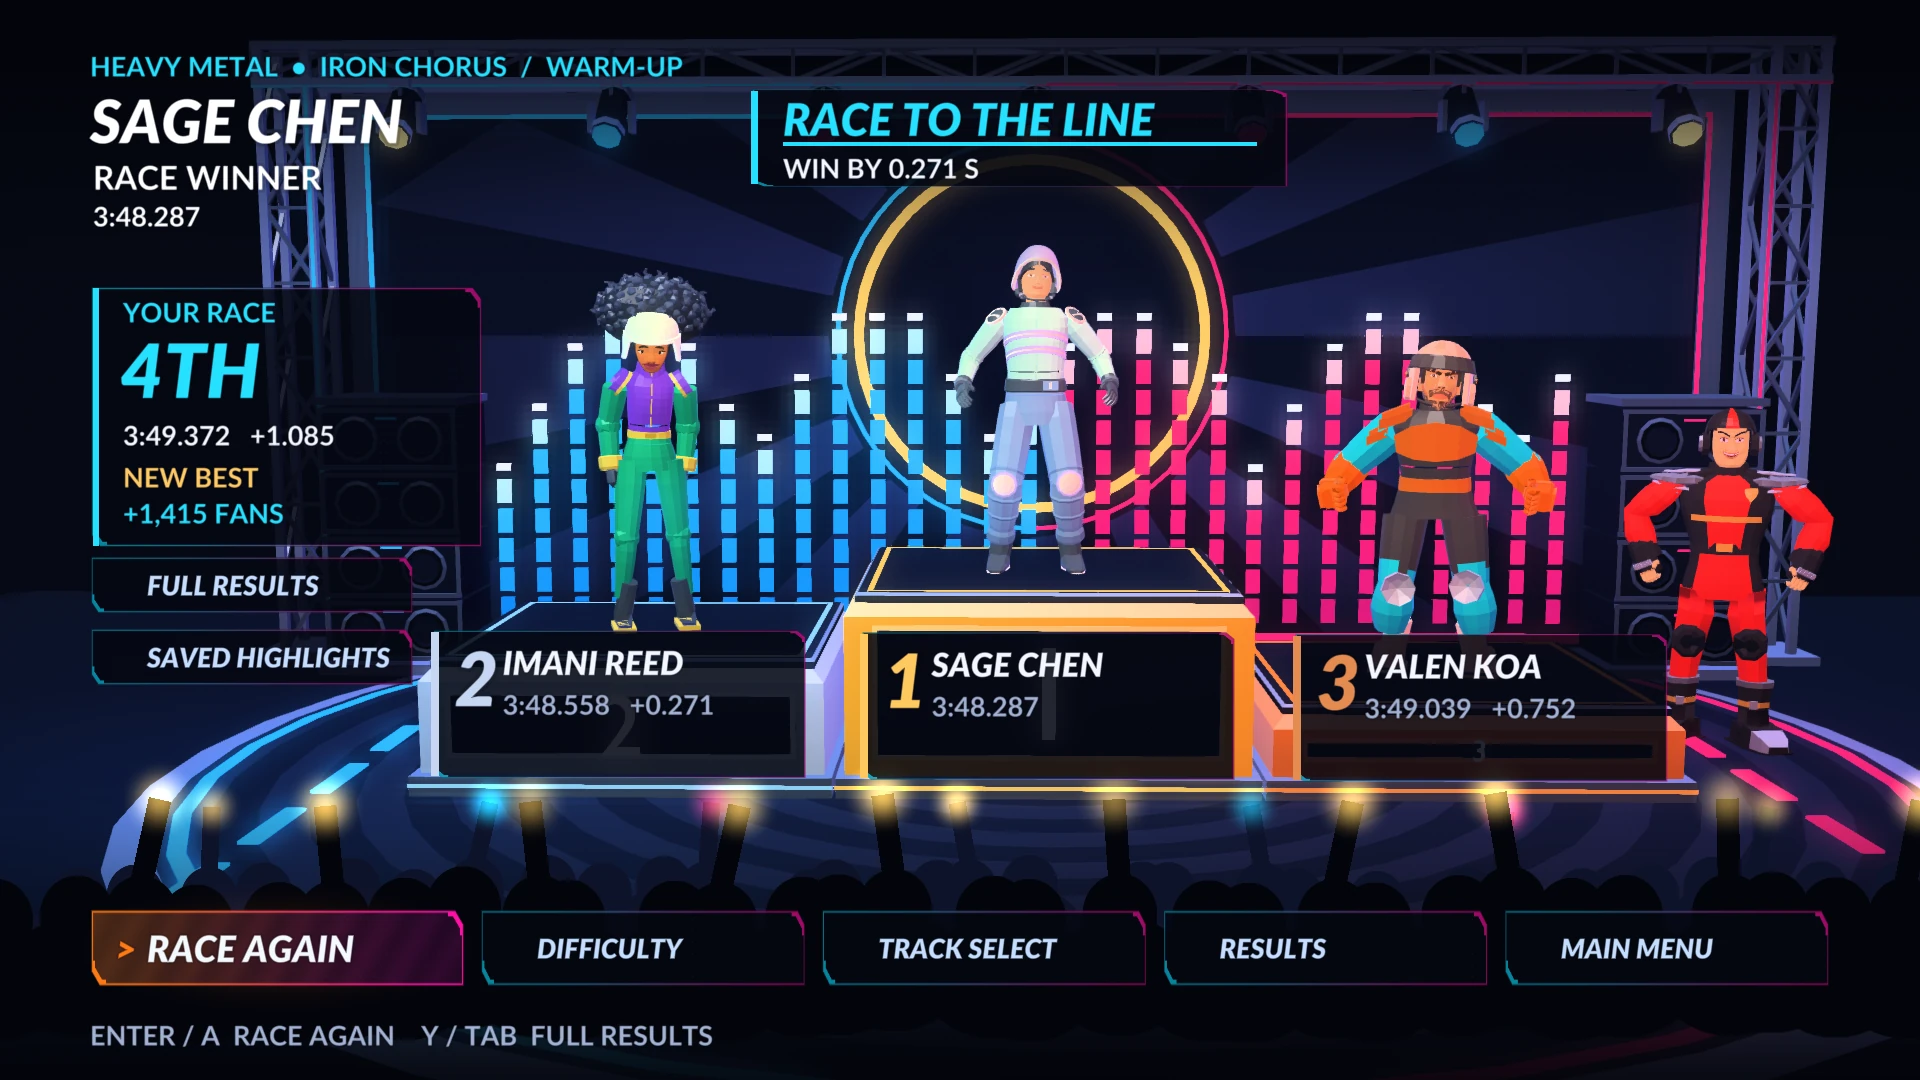 HEAVY METAL ● IRON CHORUS / WARM-UP
SAGE CHEN
RACE WINNER
3:48.287
RACE TO THE LINE
WIN BY 0.271 S
YOUR RACE
4TH
3:49.372 +1.085
NEW BEST
+1,415 FANS
FULL RESULTS
SAVED HIGHLIGHTS
2 IMANI REED
3:48.558 +0.271
2
1 SAGE CHEN
3:48.287
1
3 VALEN KOA
3:49.039 +0.752
3
> RACE AGAIN
DIFFICULTY
TRACK SELECT
RESULTS
MAIN MENU
ENTER / A RACE AGAIN Y / TAB FULL RESULTS